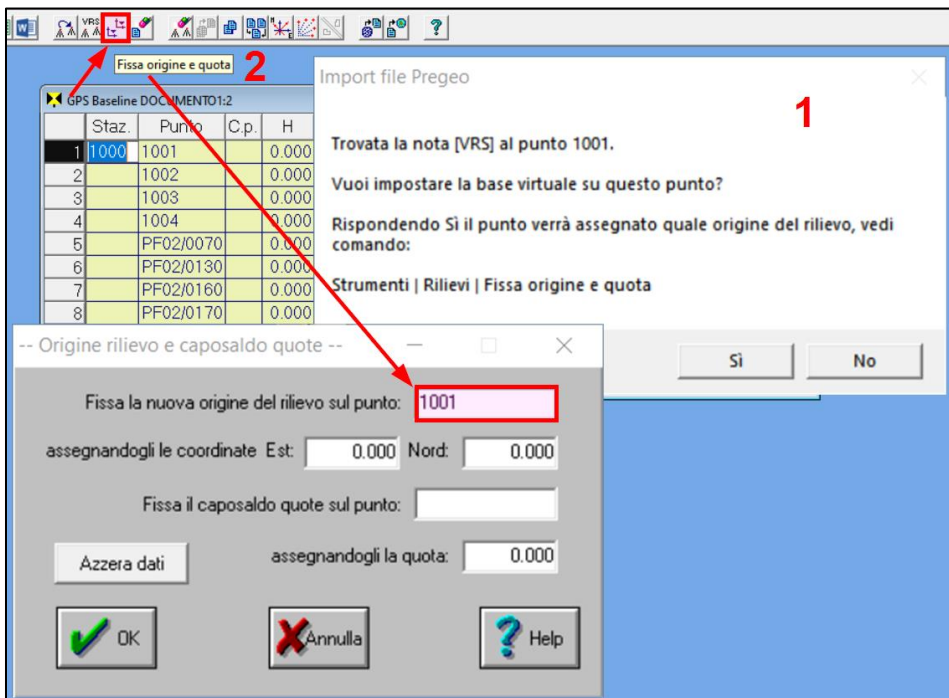 VRS
Fissa origine e quota
2
GPS Baseline DOCUMENTO1:2
Staz. Punto C.p. H
1 1000 1001 0.000
2 1002 0.000
3 1003 0.000
4 1004 0.000
5 PF02/0070 0.000
6 PF02/0130 0.000
7 PF02/0160 0.000
8 PF02/0170 0.000
Import file Pregeo
1
Trovata la nota [VRS] al punto 1001.
Vuoi impostare la base virtuale su questo punto?
Rispondendo Sì il punto verrà assegnato quale origine del rilievo, vedi
comando:
Strumenti | Rilievi | Fissa origine e quota
Sì No
-- Origine rilievo e caposaldo quote --
Fissa la nuova origine del rilievo sul punto: 1001
assegnandogli le coordinate Est: 0.000 Nord: 0.000
Fissa il caposaldo quote sul punto:
Azzera dati assegnandogli la quota: 0.000
OK Annulla Help